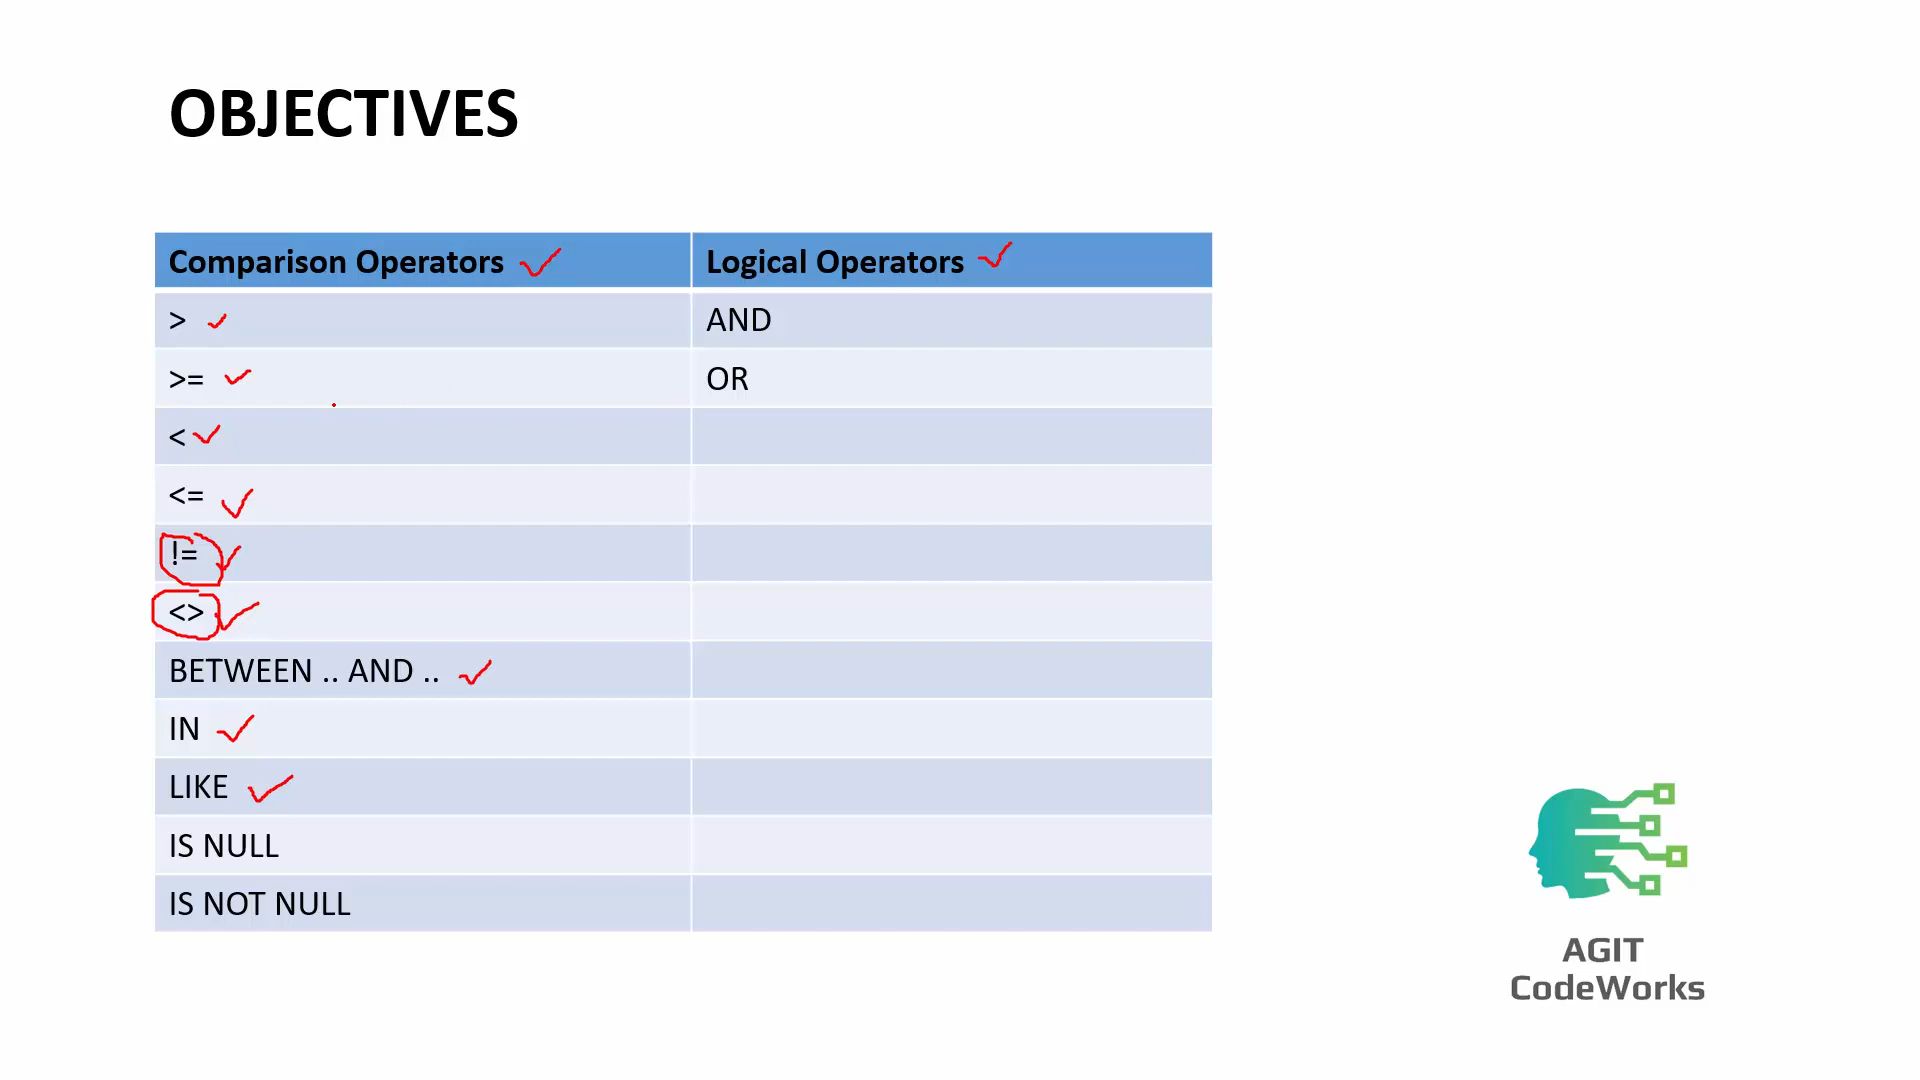 OBJECTIVES
Comparison Operators Logical Operators
> AND
>= OR
<
<=
!=
<>
BETWEEN .. AND ..
IN
LIKE
IS NULL
IS NOT NULL
AGIT
CodeWorks